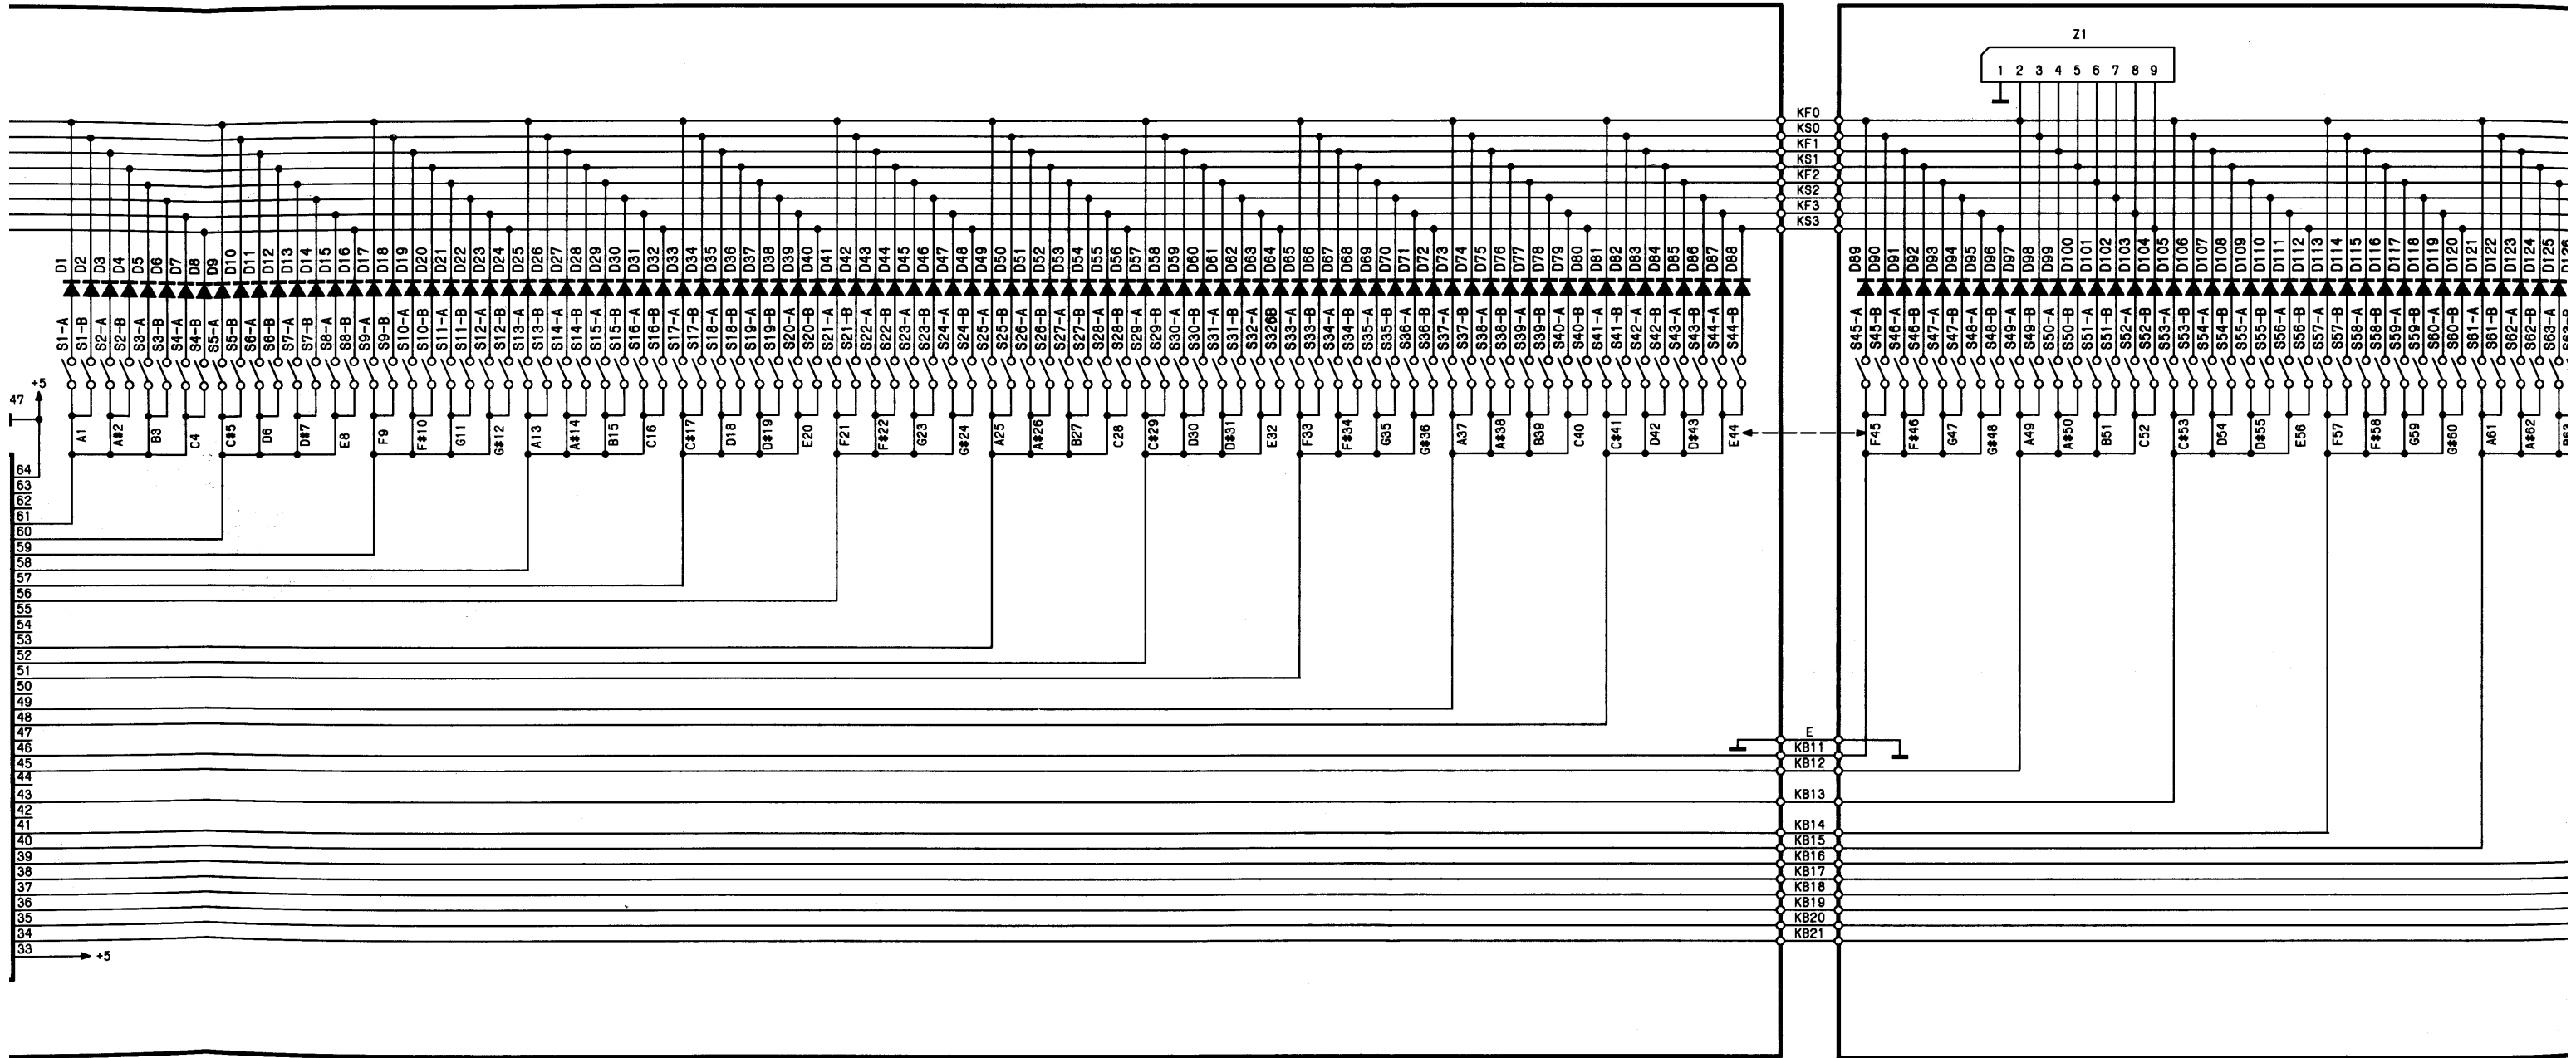 Z1
1 2 3 4 5 6 7 8 9
KF0
KS0
KF1
KS1
KF2
KS2
KF3
KS3
D1 D2 D3 D4 D5 D6 D7 D8 D9 D10 D11 D12 D13 D14 D15 D16 D17 D18 D19 D20 D21 D22 D23 D24 D25 D26 D27 D28 D29 D30 D31 D32 D33 D34 D35 D36 D37 D38 D39 D40 D41 D42 D43 D44 D45 D46 D47 D48 D49 D50 D51 D52 D53 D54 D55 D56 D57 D58 D59 D60 D61 D62 D63 D64 D65 D66 D67 D68 D69 D70 D71 D72 D73 D74 D75 D76 D77 D78 D79 D80 D81 D82 D83 D84 D85 D86 D87 D88 D89 D90 D91 D92 D93 D94 D95 D96 D97 D98 D99 D100 D101 D102 D103 D104 D105 D106 D107 D108 D109 D110 D111 D112 D113 D114 D115 D116 D117 D118 D119 D120 D121 D122 D123 D124 D125 D126
S1-A S1-B S2-A S2-B S3-A S3-B S4-A S4-B S5-A S5-B S6-A S6-B S7-A S7-B S8-A S8-B S9-A S9-B S10-A S10-B S11-A S11-B S12-A S12-B S13-A S13-B S14-A S14-B S15-A S15-B S16-A S16-B S17-A S17-B S18-A S18-B S19-A S19-B S20-A S20-B S21-A S21-B S22-A S22-B S23-A S23-B S24-A S24-B S25-A S25-B S26-A S26-B S27-A S27-B S28-A S28-B S29-A S29-B S30-A S30-B S31-A S31-B S32-A S32BB S33-A S33-B S34-A S34-B S35-A S35-B S36-A S36-B S37-A S37-B S38-A S38-B S39-A S39-B S40-A S40-B S41-A S41-B S42-A S42-B S43-A S43-B S44-A S44-B S45-A S45-B S46-A S46-B S47-A S47-B S48-A S48-B S49-A S49-B S50-A S50-B S51-A S51-B S52-A S52-B S53-A S53-B S54-A S54-B S55-A S55-B S56-A S56-B S57-A S57-B S58-A S58-B S59-A S59-B S60-A S60-B S61-A S61-B S62-A S62-B S63-A S63-B
+5
47
A1 A#2 B3 C4 C#5 D6 D#7 E8 F9 F#10 G11 G#12 A13 A#14 B15 C16 C#17 D18 D#19 E20 F21 F#22 G23 G#24 A25 A#26 B27 C28 C#29 D30 D#31 E32 F33 F#34 G35 G#36 A37 A#38 B39 C40 C#41 D42 D#43 E44 F45 F#46 G47 G#48 A49 A#50 B51 C52 C#53 D54 D#55 E56 F57 F#58 G59 G#60 A61 A#62 B63
64
63
62
61
60
59
58
57
56
55
54
53
52
51
50
49
48
47
46
45
44
43
42
41
40
39
38
37
36
35
34
33
+5
E
KB11
KB12
KB13
KB14
KB15
KB16
KB17
KB18
KB19
KB20
KB21